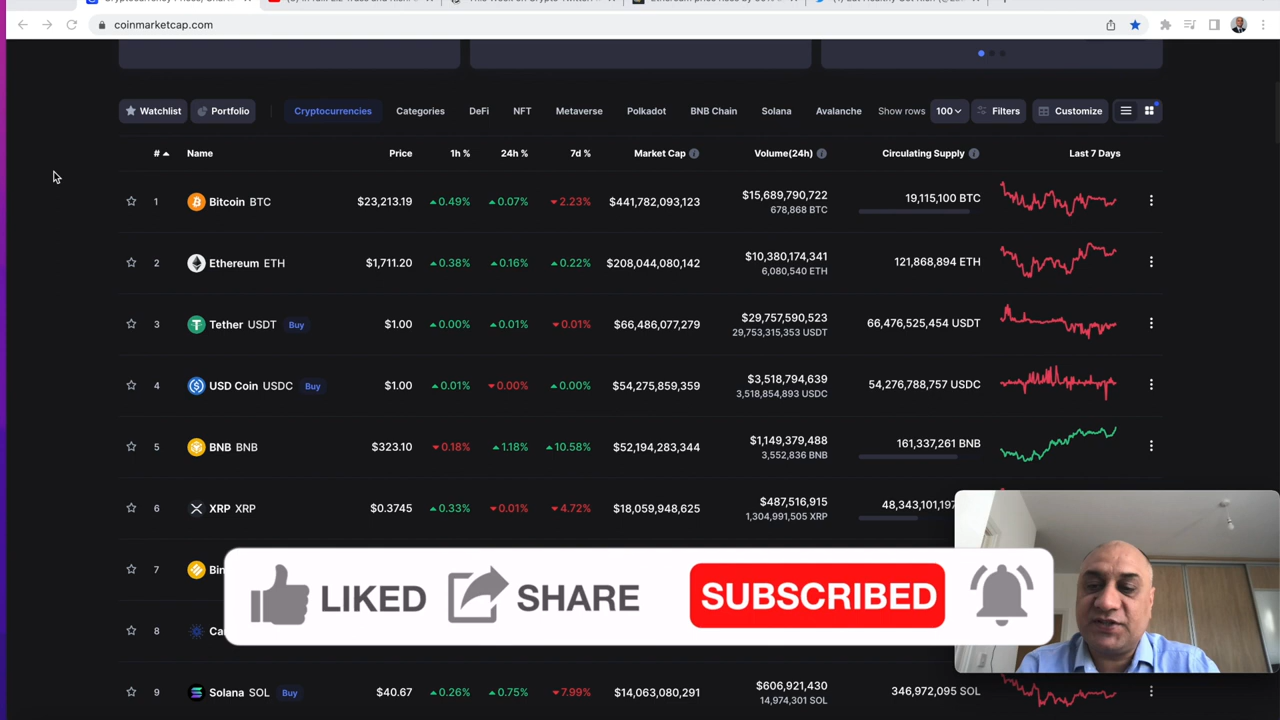 coinmarketcap.com
Watchlist Portfolio Cryptocurrencies Categories DeFi NFT Metaverse Polkadot BNB Chain Solana Avalanche Show rows 100 Filters Customize
# Name Price 1h % 24h % 7d % Market Cap Volume(24h) Circulating Supply Last 7 Days
1 Bitcoin BTC $23,213.19 0.49% 0.07% 2.23% $441,782,093,123 $15,689,790,722 19,115,100 BTC
678,868 BTC
2 Ethereum ETH $1,711.20 0.38% 0.16% 0.22% $208,044,080,142 $10,380,174,341 121,868,894 ETH
6,080,540 ETH
3 Tether USDT Buy $1.00 0.00% 0.01% 0.01% $66,486,077,279 $29,757,590,523 66,476,525,454 USDT
29,753,315,353 USDT
4 USD Coin USDC Buy $1.00 0.01% 0.00% 0.00% $54,275,859,359 $3,518,794,639 54,276,788,757 USDC
3,518,854,893 USDC
5 BNB BNB $323.10 0.18% 1.18% 10.58% $52,194,283,344 $1,149,379,488 161,337,261 BNB
3,552,836 BNB
6 XRP XRP $0.3745 0.33% 0.01% 4.72% $18,059,948,625 $487,516,915 48,343,101,197
1,304,991,505 XRP
7 Bin
LIKED SHARE SUBSCRIBED
8 Ca
9 Solana SOL Buy $40.67 0.26% 0.75% 7.99% $14,063,080,291 $606,921,430 346,972,095 SOL
14,974,301 SOL